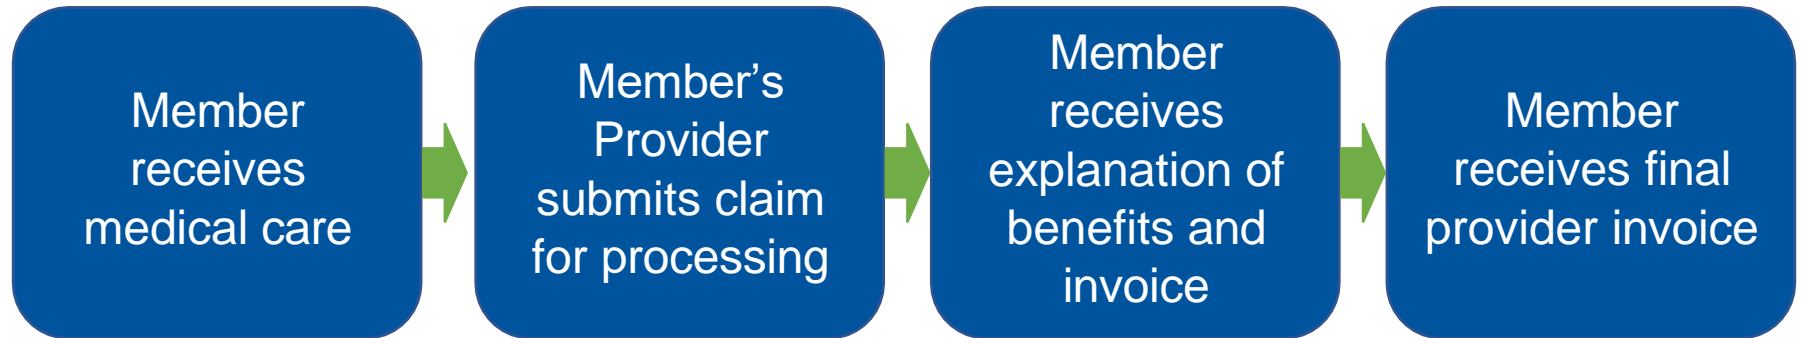 Member
receives
medical care
Member’s
Provider
submits claim
for processing
Member
receives
explanation of
benefits and
invoice
Member
receives final
provider invoice